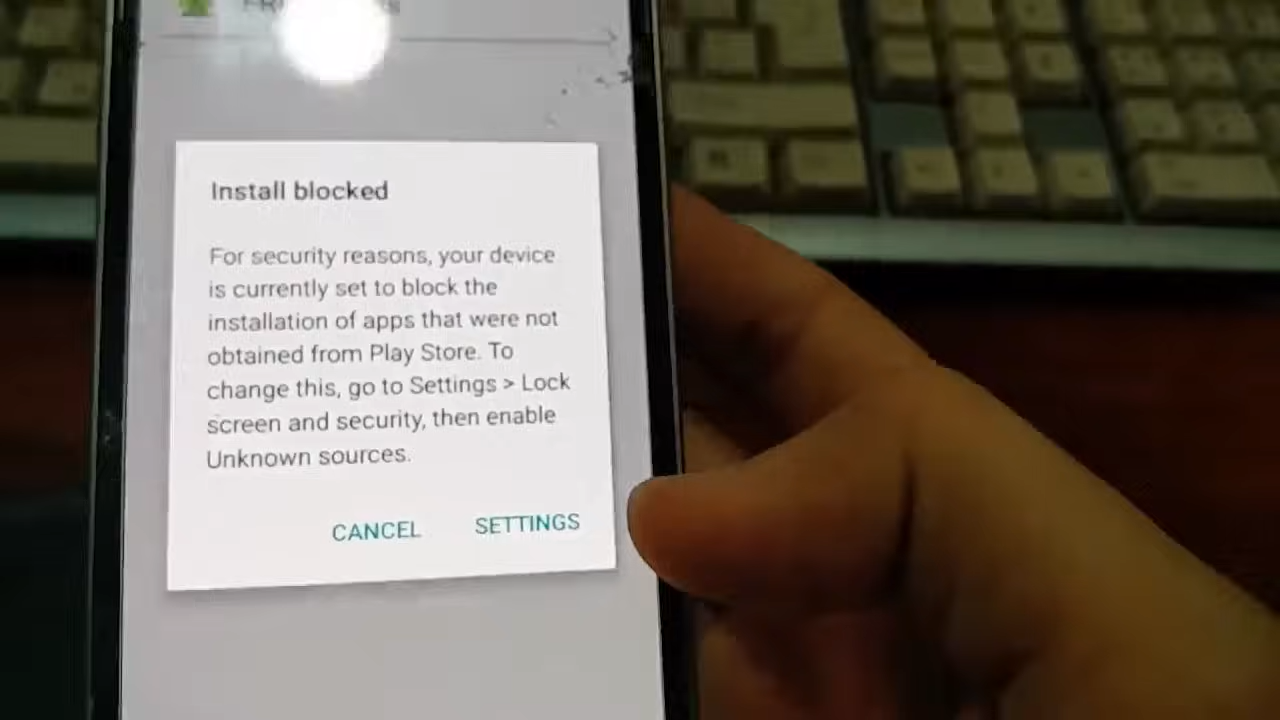 Install blocked
For security reasons, your device
is currently set to block the
installation of apps that were not
obtained from Play Store. To
change this, go to Settings > Lock
screen and security, then enable
Unknown sources.
CANCEL SETTINGS